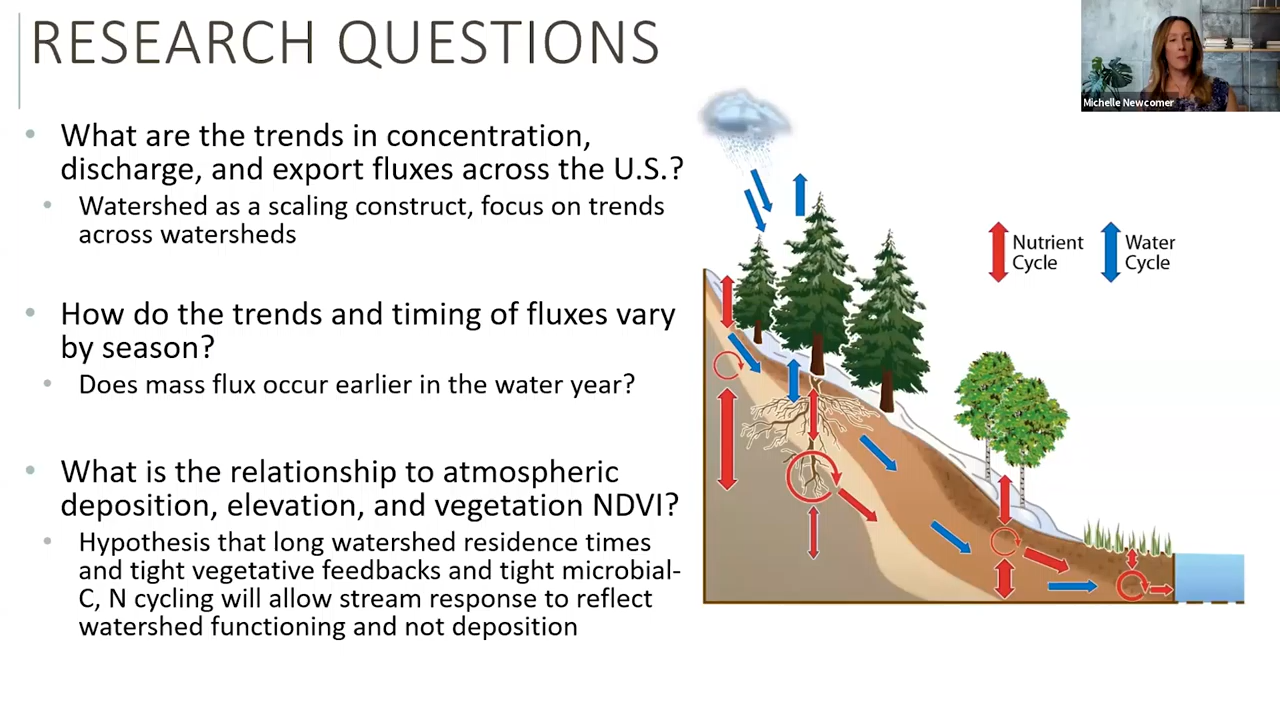 RESEARCH QUESTIONS
Michelle Newcomer
• What are the trends in concentration,
discharge, and export fluxes across the U.S.?
• Watershed as a scaling construct, focus on trends
across watersheds
• How do the trends and timing of fluxes vary
by season?
• Does mass flux occur earlier in the water year?
• What is the relationship to atmospheric
deposition, elevation, and vegetation NDVI?
• Hypothesis that long watershed residence times
and tight vegetative feedbacks and tight microbial-
C, N cycling will allow stream response to reflect
watershed functioning and not deposition
Nutrient
Cycle
Water
Cycle